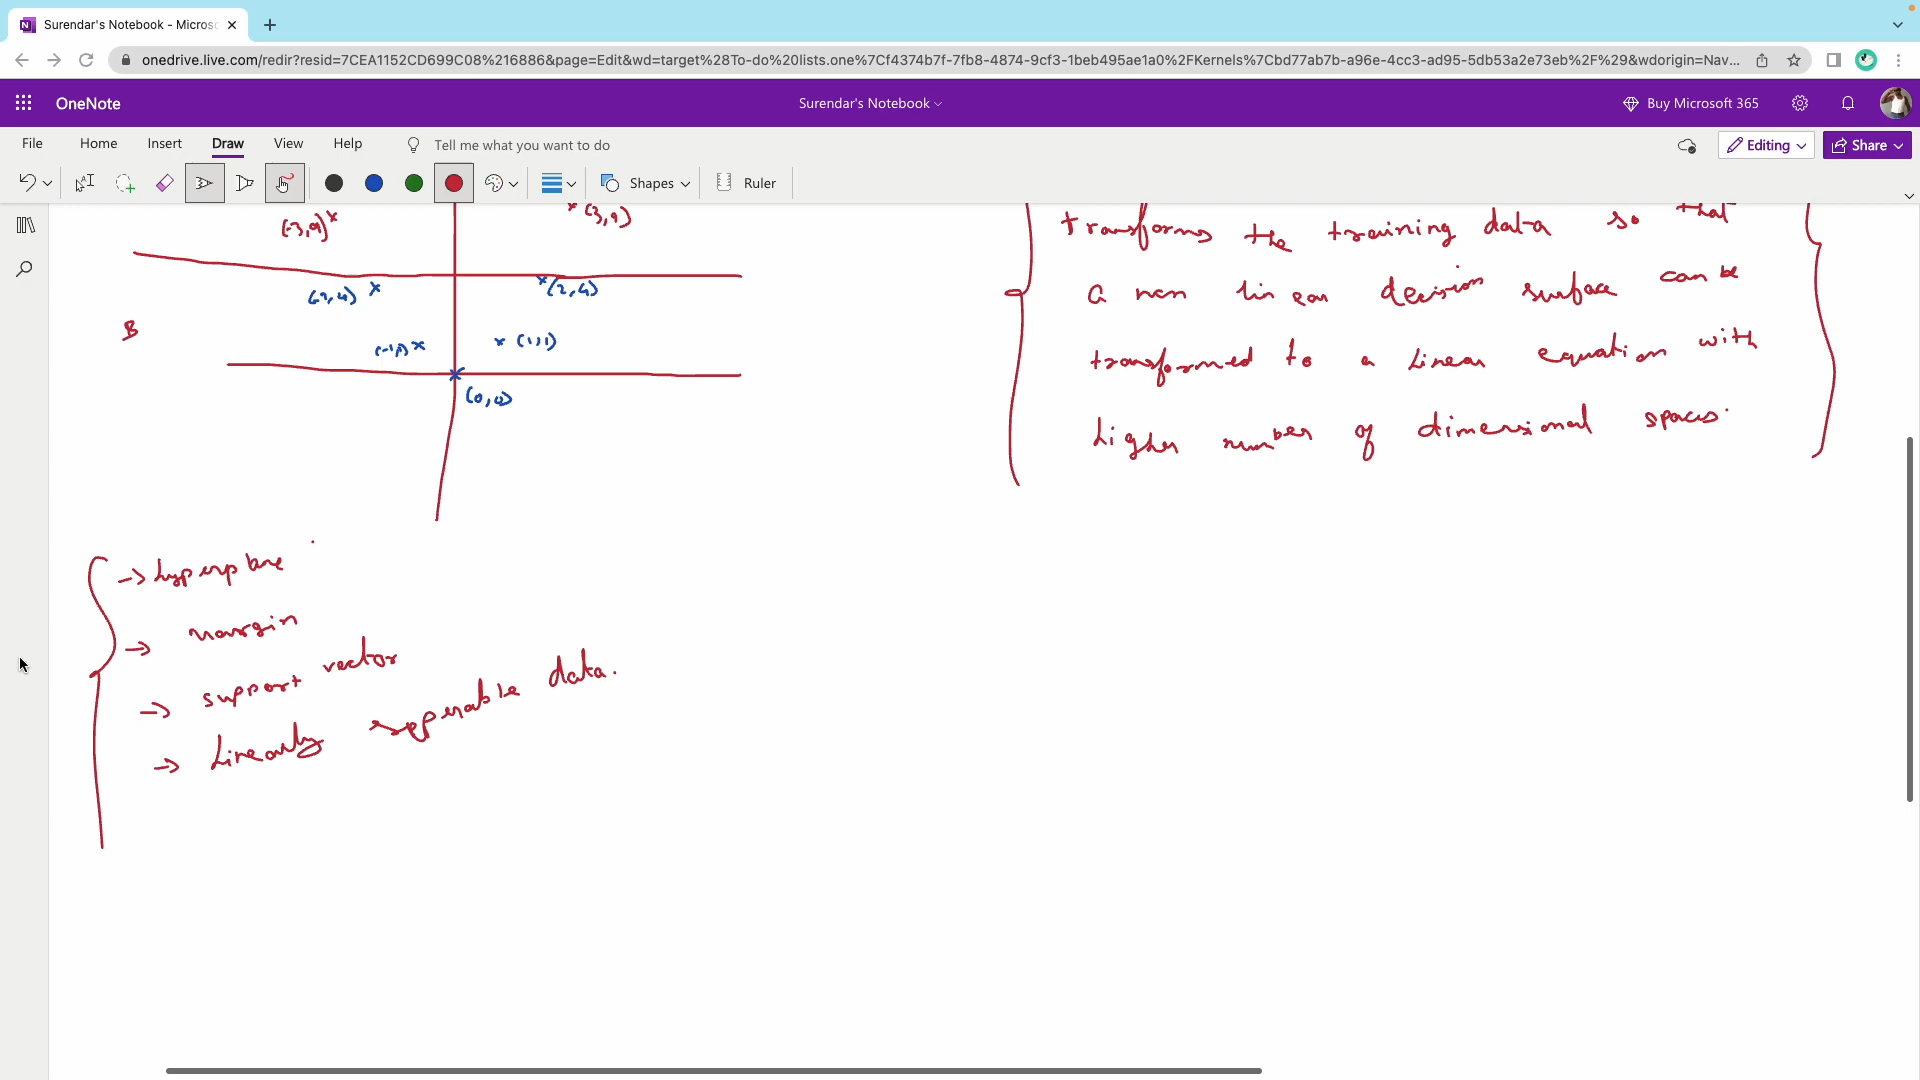 Surendar's Notebook - Micros
onedrive.live.com/redir?resid=7CEA1152CD699C08%216886&page=Edit&wd=target%28To-do%20lists.one%7Cf4374b7f-7fb8-4874-9cf3-1beb495ae1a0%2FKernels%7Cbd77ab7b-a96e-4cc3-ad95-5db53a2e73eb%2F%29&wdorigin=Nav...
OneNote
Surendar's Notebook
Buy Microsoft 365
File Home Insert Draw View Help Tell me what you want to do
Editing Share
Shapes Ruler
(-3,9) x
x (3,9)
(-2,4) x
x (2,4)
B
(-1,1) x
x (1,1)
(0,0)
transforms the training data so that
a non linear decision surface can be
transformed to a linear equation with
higher number of dimensional spaces.
-> hyperplane
-> margin
-> support vector
-> Linearly sepperable data.